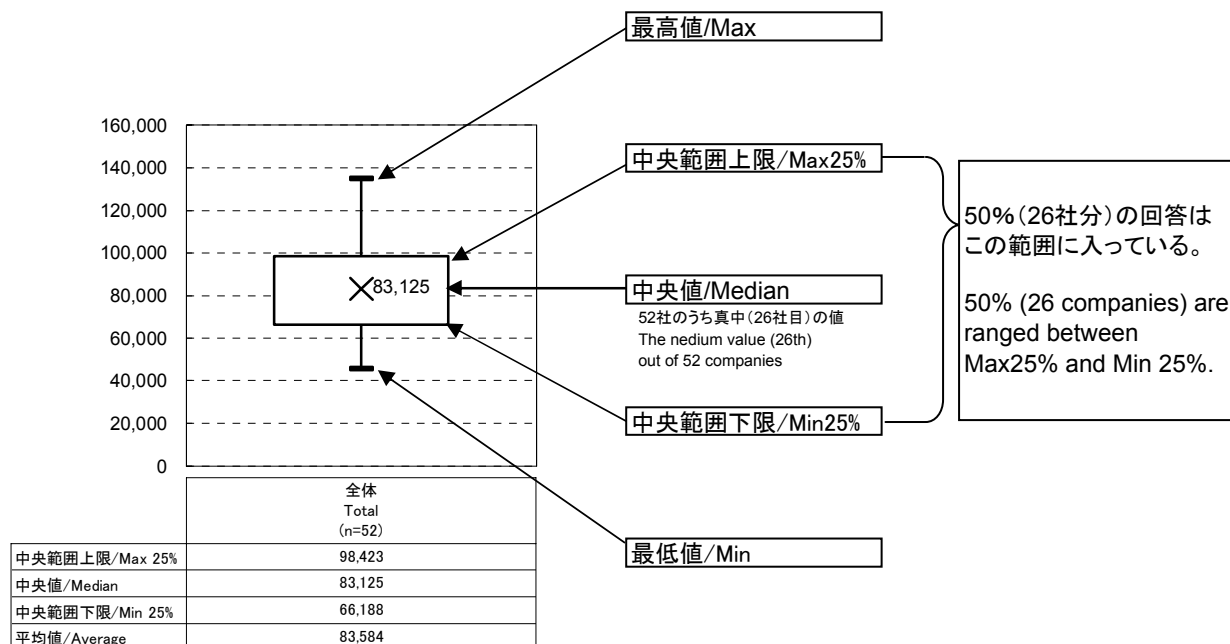 最高値/Max
160,000
140,000
120,000
100,000
80,000
60,000
40,000
20,000
0
83,125
中央範囲上限/Max25%
中央値/Median
52社のうち真中(26社目)の値
The nedium value (26th)
out of 52 companies
中央範囲下限/Min25%
最低値/Min
50%(26社分)の回答は
この範囲に入っている。
50% (26 companies) are
ranged between
Max25% and Min 25%.
全体
Total
(n=52)
中央範囲上限/Max 25% 98,423
中央値/Median 83,125
中央範囲下限/Min 25% 66,188
平均値/Average 83,584